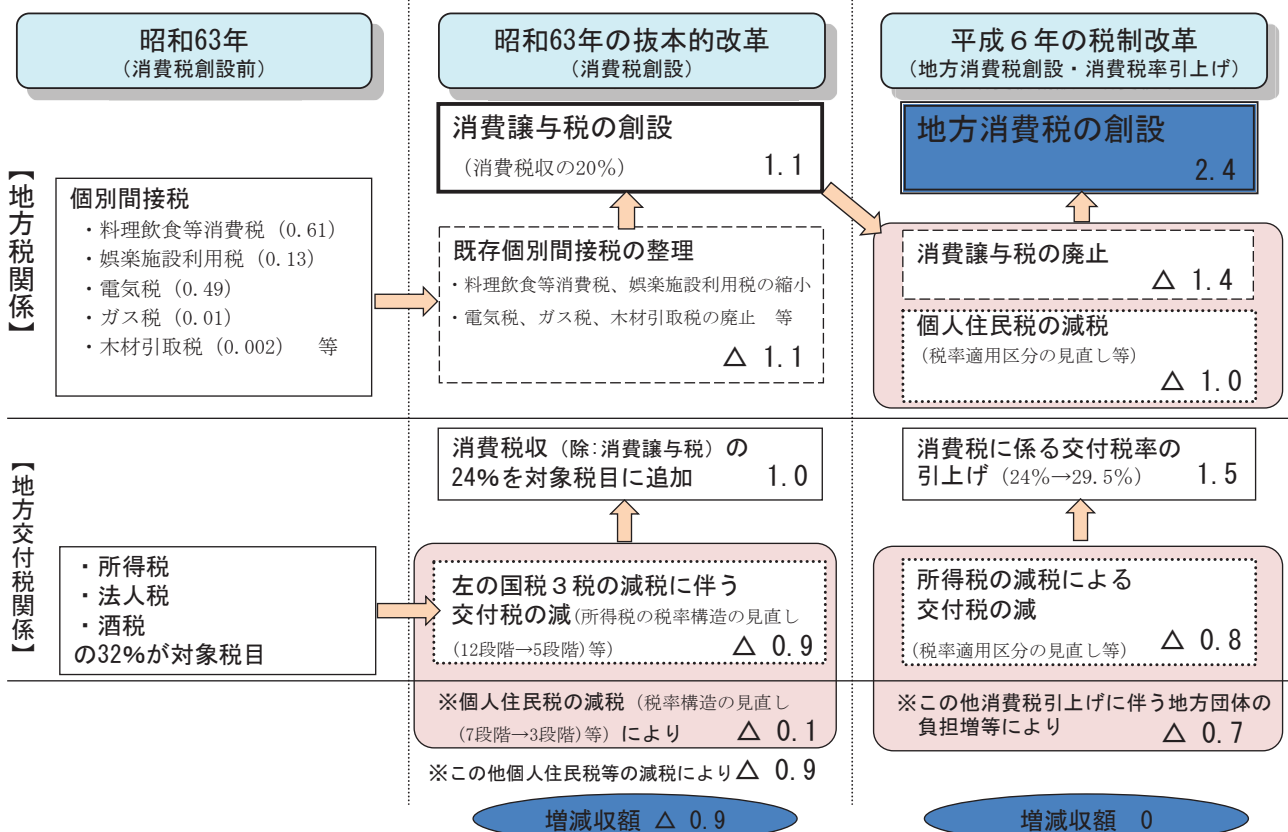 昭和63年
（消費税創設前）
昭和63年の抜本的改革
（消費税創設）
平成６年の税制改革
（地方消費税創設・消費税率引上げ）
【地方税関係】
個別間接税
・料理飲食等消費税（0.61）
・娯楽施設利用税（0.13）
・電気税（0.49）
・ガス税（0.01）
・木材引取税（0.002）　等
消費譲与税の創設
（消費税収の20%）　1.1
既存個別間接税の整理
・料理飲食等消費税、娯楽施設利用税の縮小
・電気税、ガス税、木材引取税の廃止　等
△ 1.1
地方消費税の創設
2.4
消費譲与税の廃止
△ 1.4
個人住民税の減税
（税率適用区分の見直し等）
△ 1.0
【地方交付税関係】
・所得税
・法人税
・酒税
の32%が対象税目
消費税収（除：消費譲与税）の
24%を対象税目に追加　1.0
左の国税３税の減税に伴う
交付税の減（所得税の税率構造の見直し
（12段階→5段階）等）　△ 0.9
※個人住民税の減税（税率構造の見直し
（7段階→3段階）等）により　△ 0.1
※この他個人住民税等の減税により△ 0.9
増減収額 △ 0.9
消費税に係る交付税率の
引上げ（24%→29.5%）　1.5
所得税の減税による
交付税の減
（税率適用区分の見直し等）　△ 0.8
※この他消費税引上げに伴う地方団体の
負担増等により　△ 0.7
増減収額　0